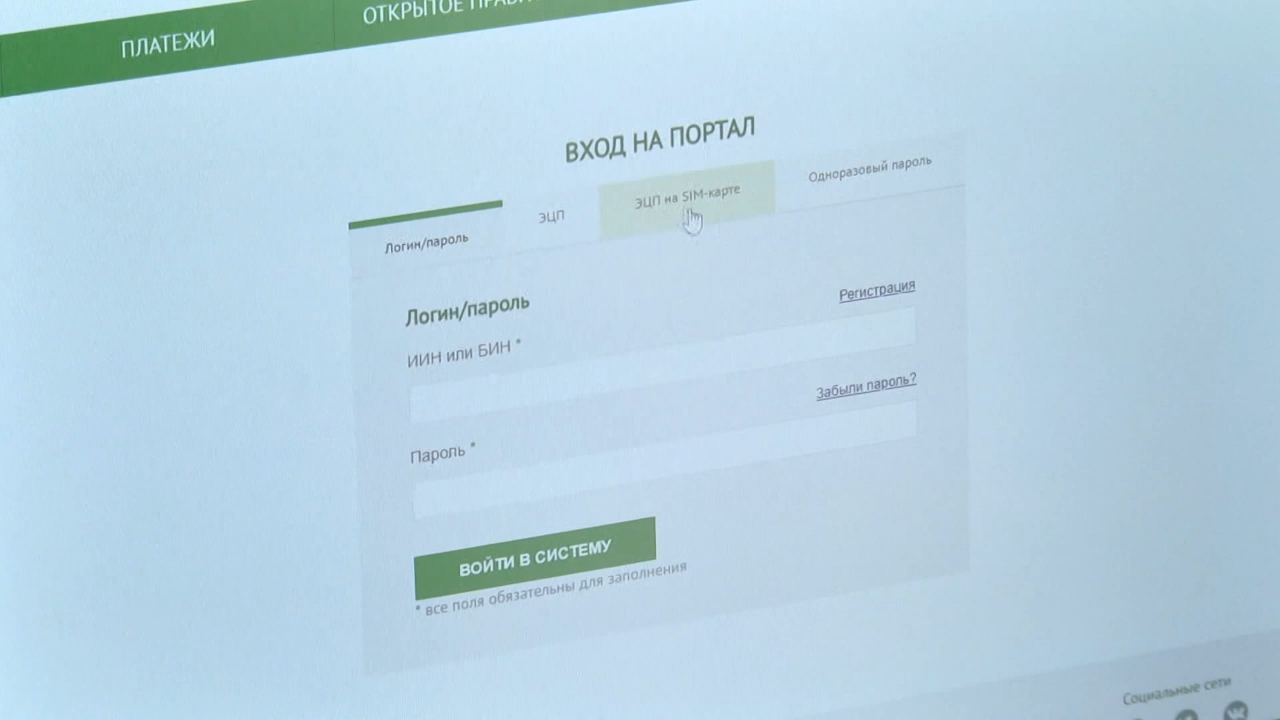 ПЛАТЕЖИ
ОТКРЫТОЕ
ВХОД НА ПОРТАЛ
Логин/пароль
ЭЦП
ЭЦП на SIM-карте
Одноразовый пароль
Логин/пароль
Регистрация
ИИН или БИН *
Забыли пароль?
Пароль *
ВОЙТИ В СИСТЕМУ
* все поля обязательны для заполнения
Социальные сети